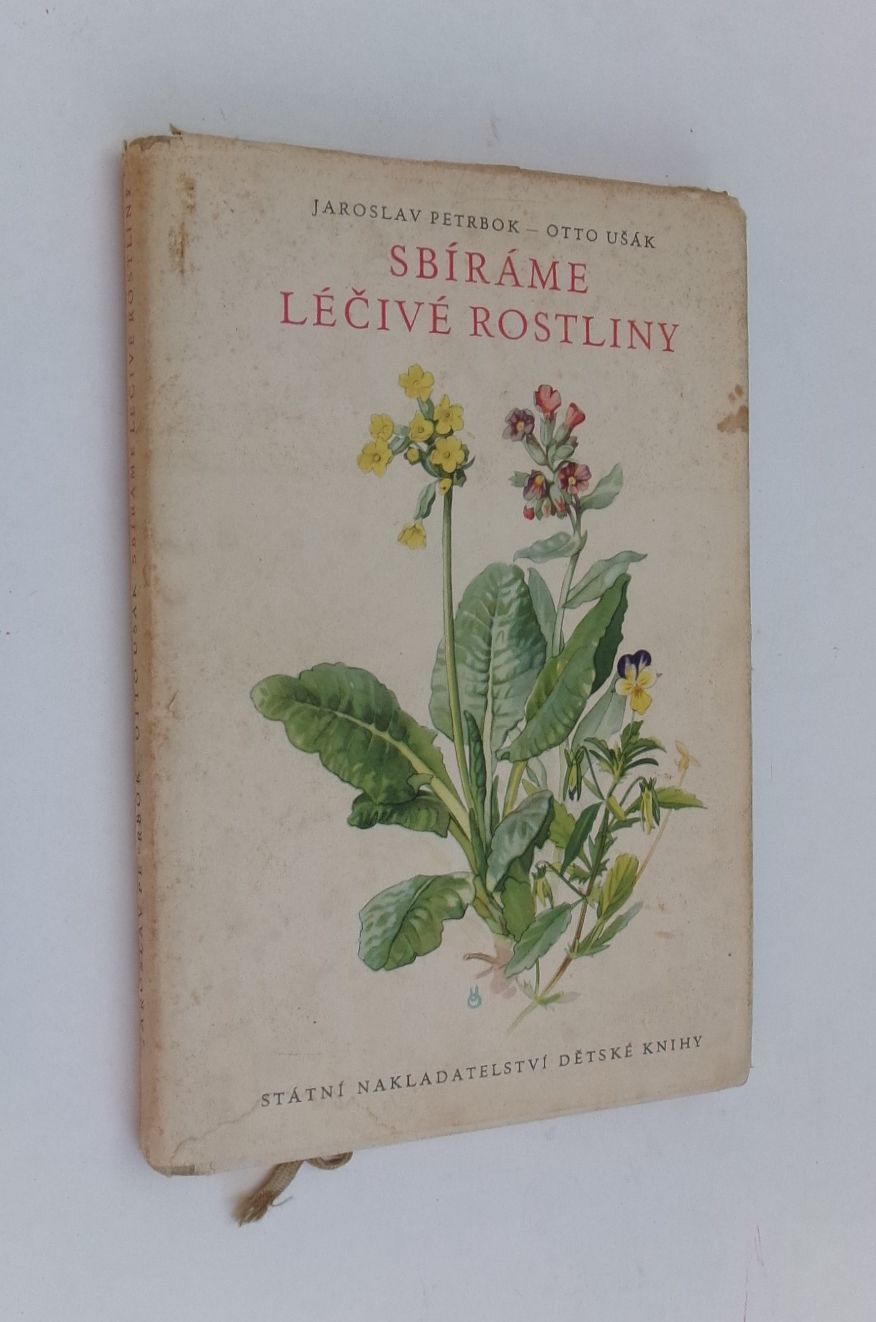 JAROSLAV PETRBOK – OTTO UŠÁK
SBÍRÁME
LÉČIVÉ ROSTLINY
STÁTNÍ NAKLADATELSTVÍ DĚTSKÉ KNIHY
JAROSLAV PETRBOK OTTO UŠÁK SBÍRÁME LÉČIVÉ ROSTLINY